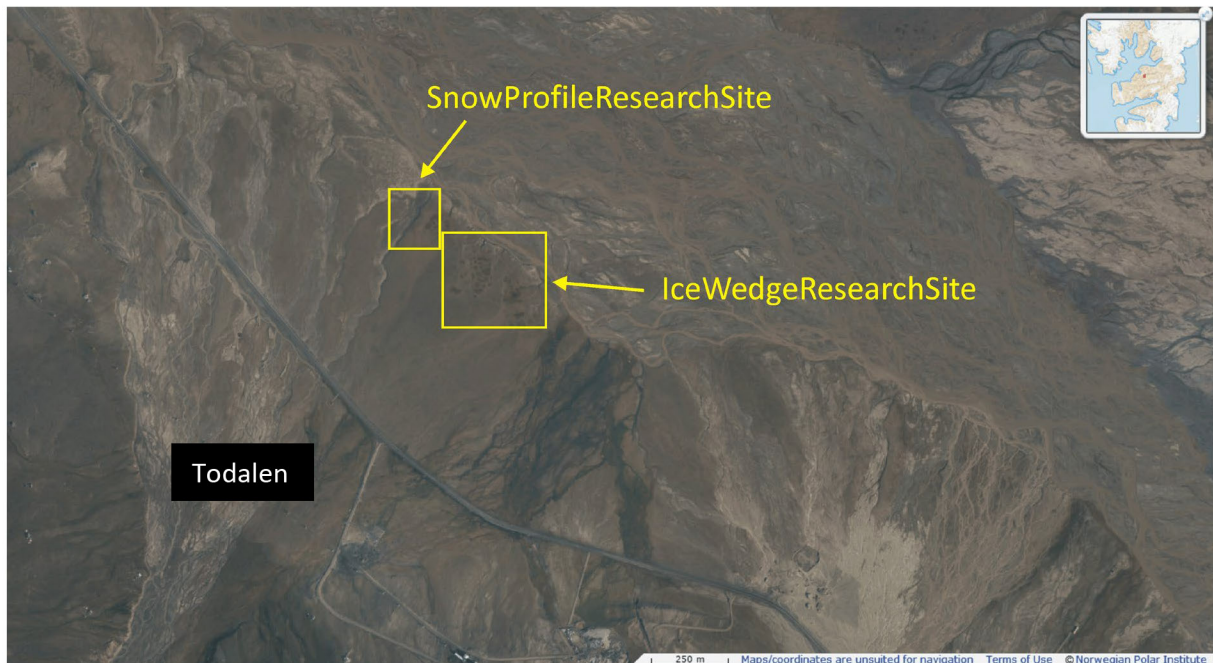 SnowProfileResearchSite
IceWedgeResearchSite
Todalen
250 m
Maps/coordinates are unsuited for navigation Terms of Use ©Norwegian Polar Institute